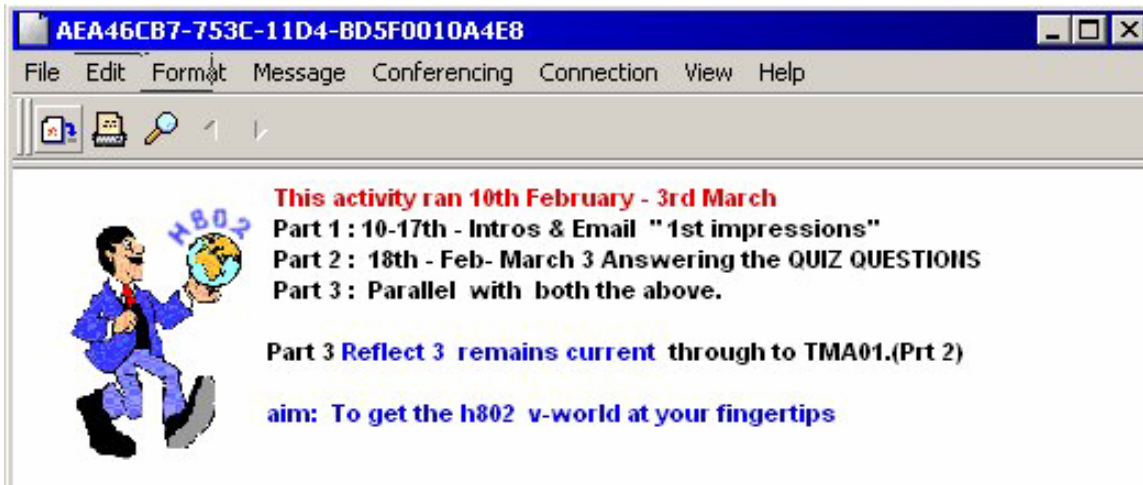 AEA46CB7-753C-11D4-BD5F0010A4E8
File Edit Format Message Conferencing Connection View Help
H802
This activity ran 10th February - 3rd March
Part 1 : 10-17th - Intros & Email " 1st impressions"
Part 2 : 18th - Feb- March 3 Answering the QUIZ QUESTIONS
Part 3 : Parallel with both the above.
Part 3 Reflect 3 remains current through to TMA01.(Prt 2)
aim: To get the h802 v-world at your fingertips